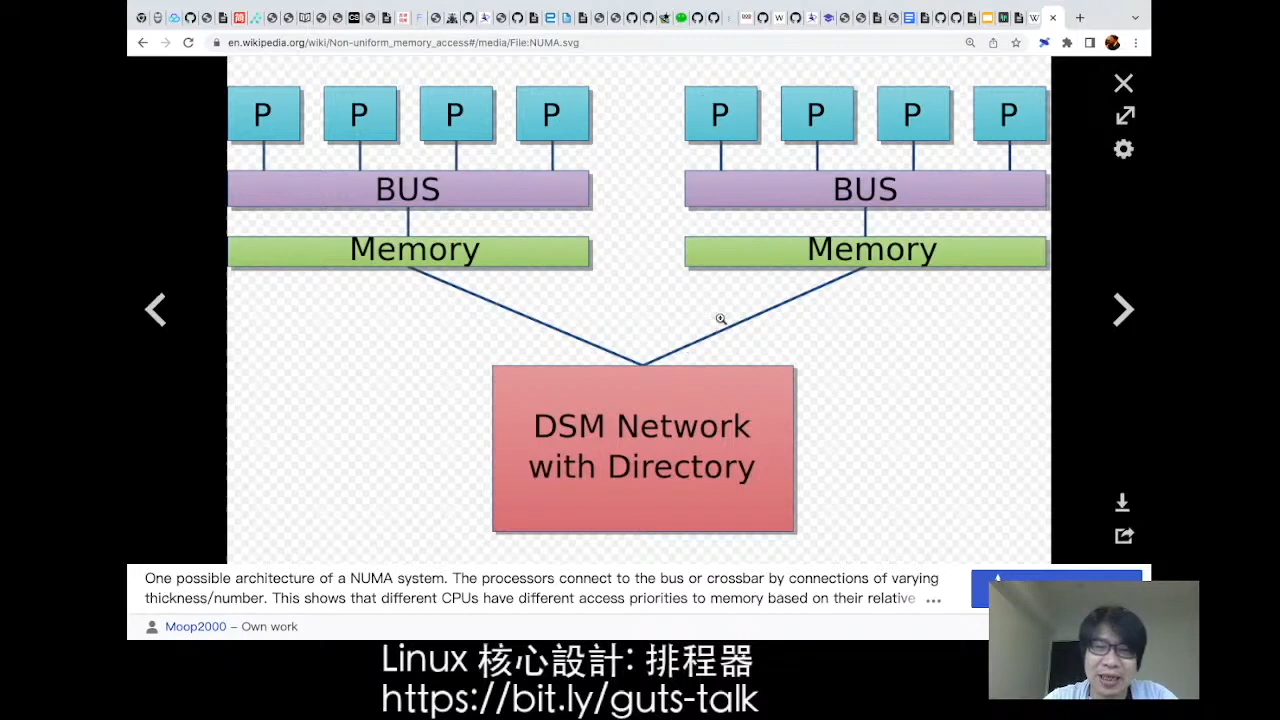 en.wikipedia.org/wiki/Non-uniform_memory_access#/media/File:NUMA.svg
P P P P P P P P
BUS BUS
Memory Memory
DSM Network
with Directory
One possible architecture of a NUMA system. The processors connect to the bus or crossbar by connections of varying
thickness/number. This shows that different CPUs have different access priorities to memory based on their relative ...
Moop2000 – Own work
Linux 核心設計: 排程器
https://bit.ly/guts-talk